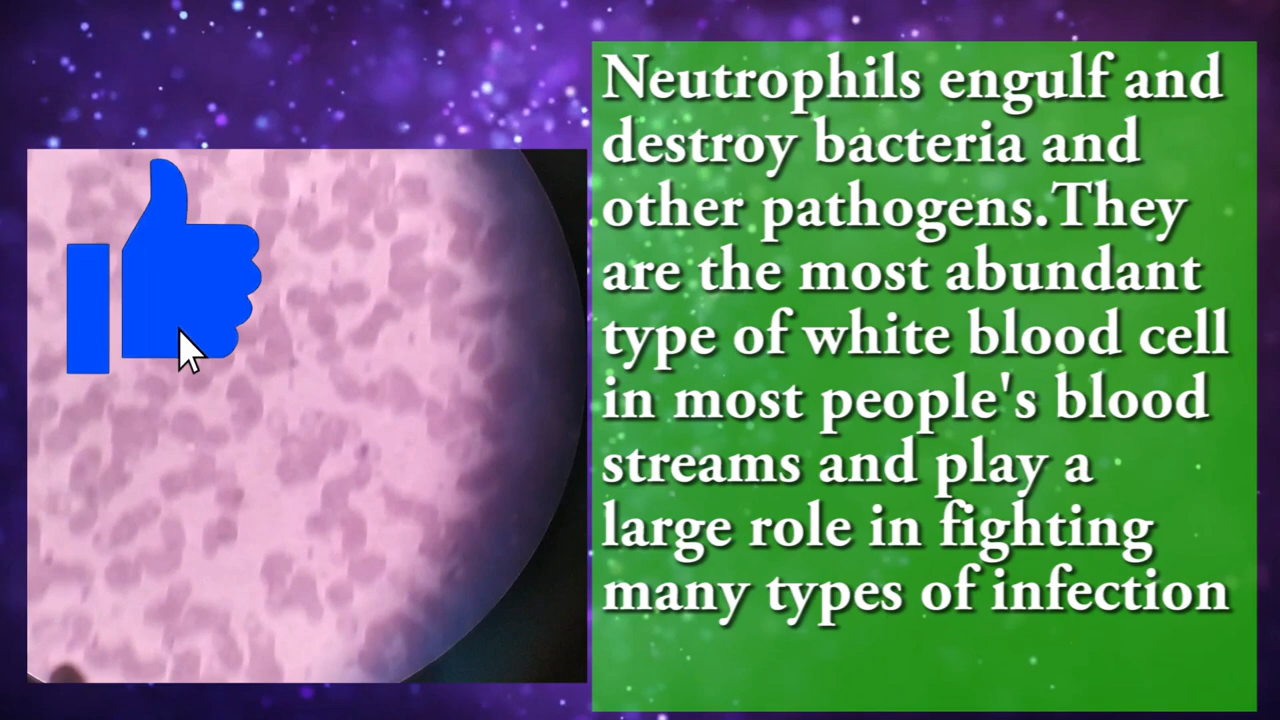 Neutrophils engulf and
destroy bacteria and
other pathogens.They
are the most abundant
type of white blood cell
in most people's blood
streams and play a
large role in fighting
many types of infection